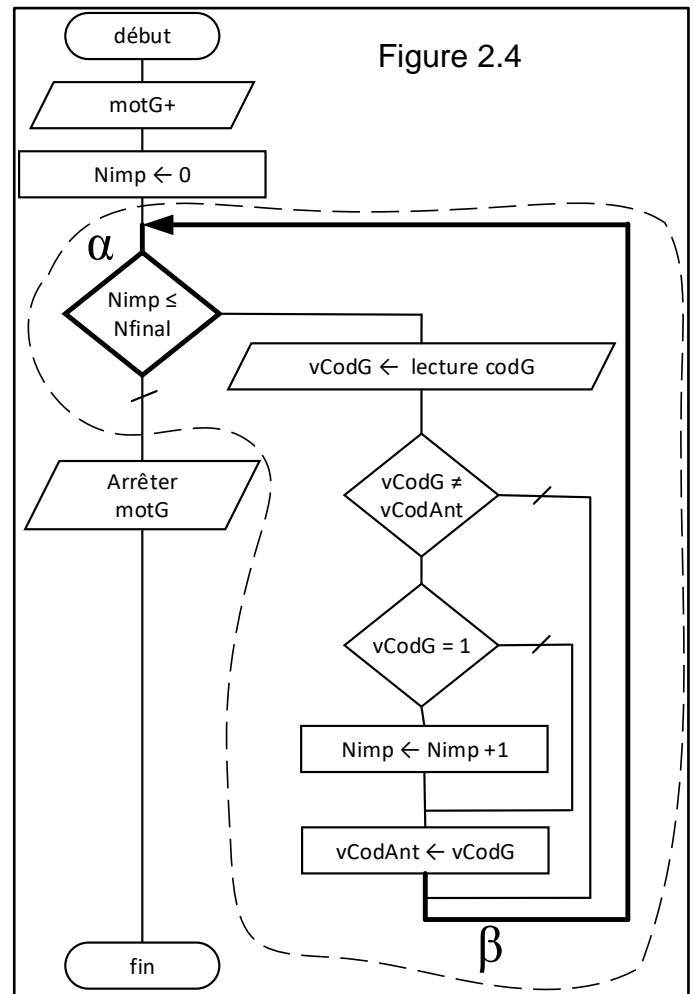 début
Figure 2.4
motG+
Nimp ← 0
α
Nimp ≤
Nfinal
vCodG ← lecture codG
vCodG ≠
vCodAnt
Arrêter
motG
vCodG = 1
Nimp ← Nimp +1
vCodAnt ← vCodG
β
fin